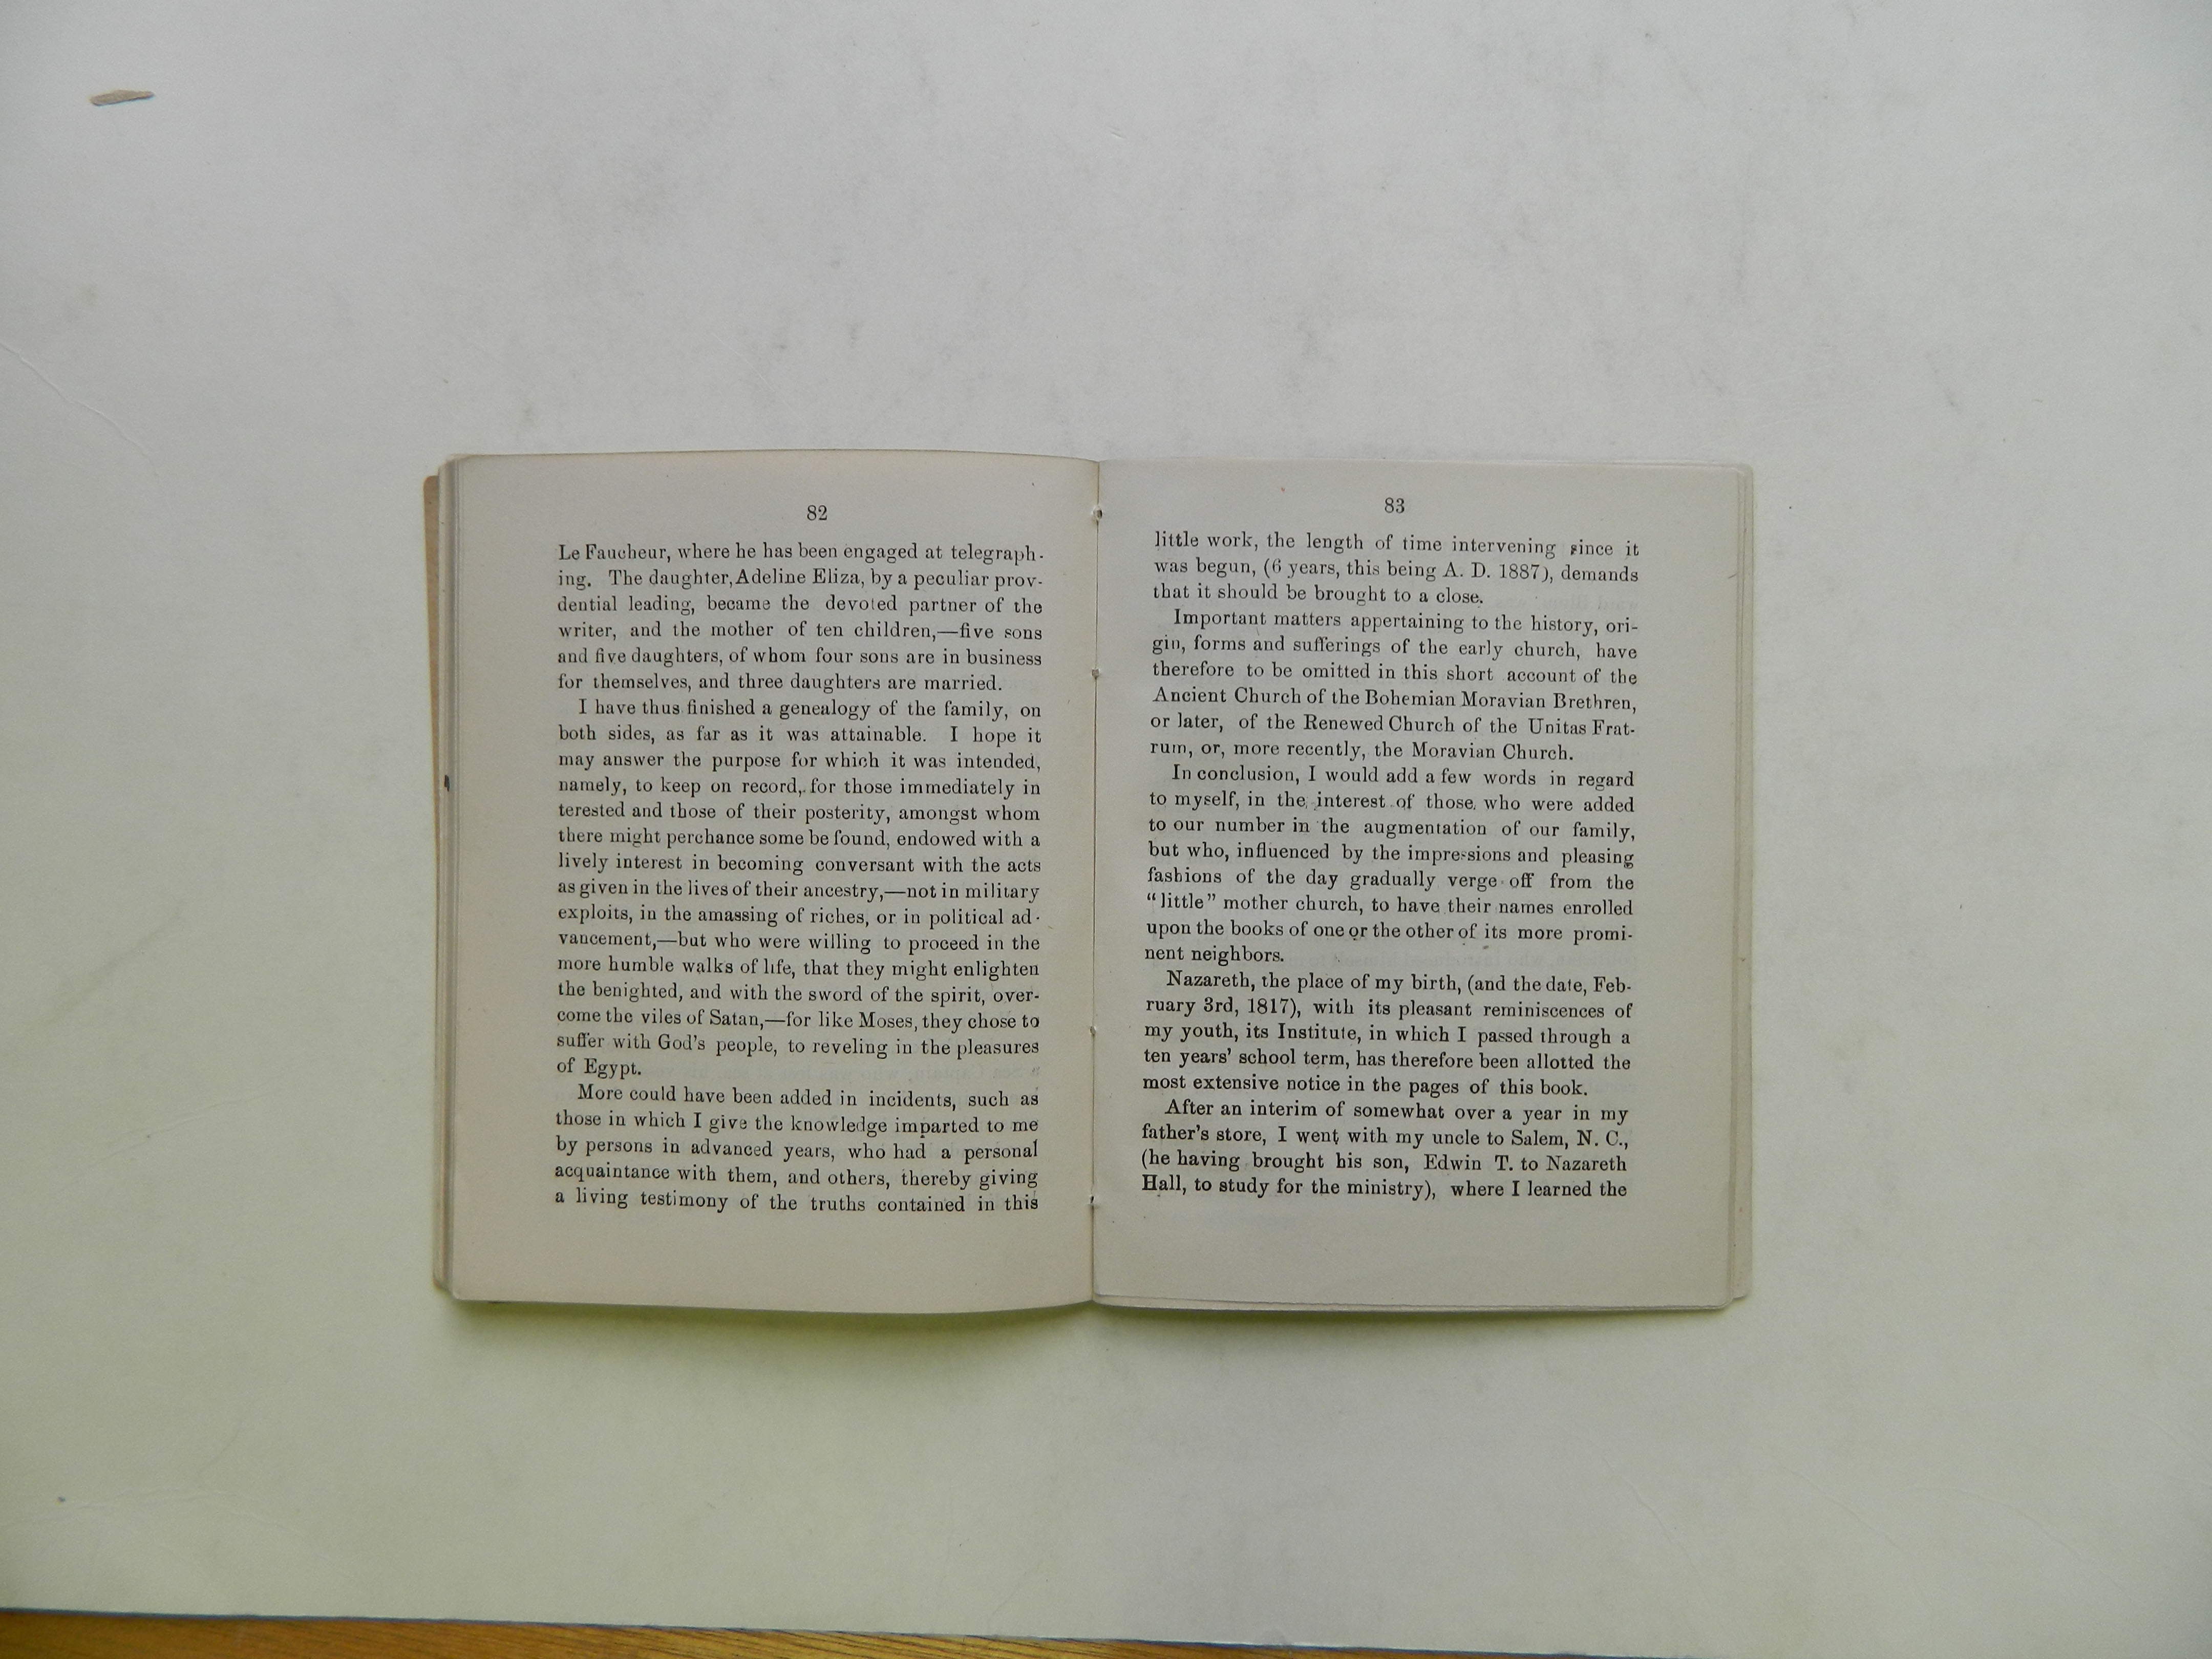 82
Le Faucheur, where he has been engaged at telegraph-
ing. The daughter, Adeline Eliza, by a peculiar prov-
dential leading, became the devoted partner of the
writer, and the mother of ten children,—five sons
and five daughters, of whom four sons are in business
for themselves, and three daughters are married.
I have thus finished a genealogy of the family, on
both sides, as far as it was attainable. I hope it
may answer the purpose for which it was intended,
namely, to keep on record, for those immediately in
terested and those of their posterity, amongst whom
there might perchance some be found, endowed with a
lively interest in becoming conversant with the acts
as given in the lives of their ancestry,—not in military
exploits, in the amassing of riches, or in political ad-
vancement,—but who were willing to proceed in the
more humble walks of life, that they might enlighten
the benighted, and with the sword of the spirit, over-
come the viles of Satan,—for like Moses, they chose to
suffer with God's people, to reveling in the pleasures
of Egypt.
More could have been added in incidents, such as
those in which I give the knowledge imparted to me
by persons in advanced years, who had a personal
acquaintance with them, and others, thereby giving
a living testimony of the truths contained in this
83
little work, the length of time intervening since it
was begun, (6 years, this being A. D. 1887), demands
that it should be brought to a close.
Important matters appertaining to the history, ori-
gin, forms and sufferings of the early church, have
therefore to be omitted in this short account of the
Ancient Church of the Bohemian Moravian Brethren,
or later, of the Renewed Church of the Unitas Frat-
rum, or, more recently, the Moravian Church.
In conclusion, I would add a few words in regard
to myself, in the interest of those, who were added
to our number in the augmentation of our family,
but who, influenced by the impressions and pleasing
fashions of the day gradually verge off from the
"little" mother church, to have their names enrolled
upon the books of one or the other of its more promi-
nent neighbors.
Nazareth, the place of my birth, (and the date, Feb-
ruary 3rd, 1817), with its pleasant reminiscences of
my youth, its Institute, in which I passed through a
ten years' school term, has therefore been allotted the
most extensive notice in the pages of this book.
After an interim of somewhat over a year in my
father's store, I went with my uncle to Salem, N. C.,
(he having brought his son, Edwin T. to Nazareth
Hall, to study for the ministry), where I learned the